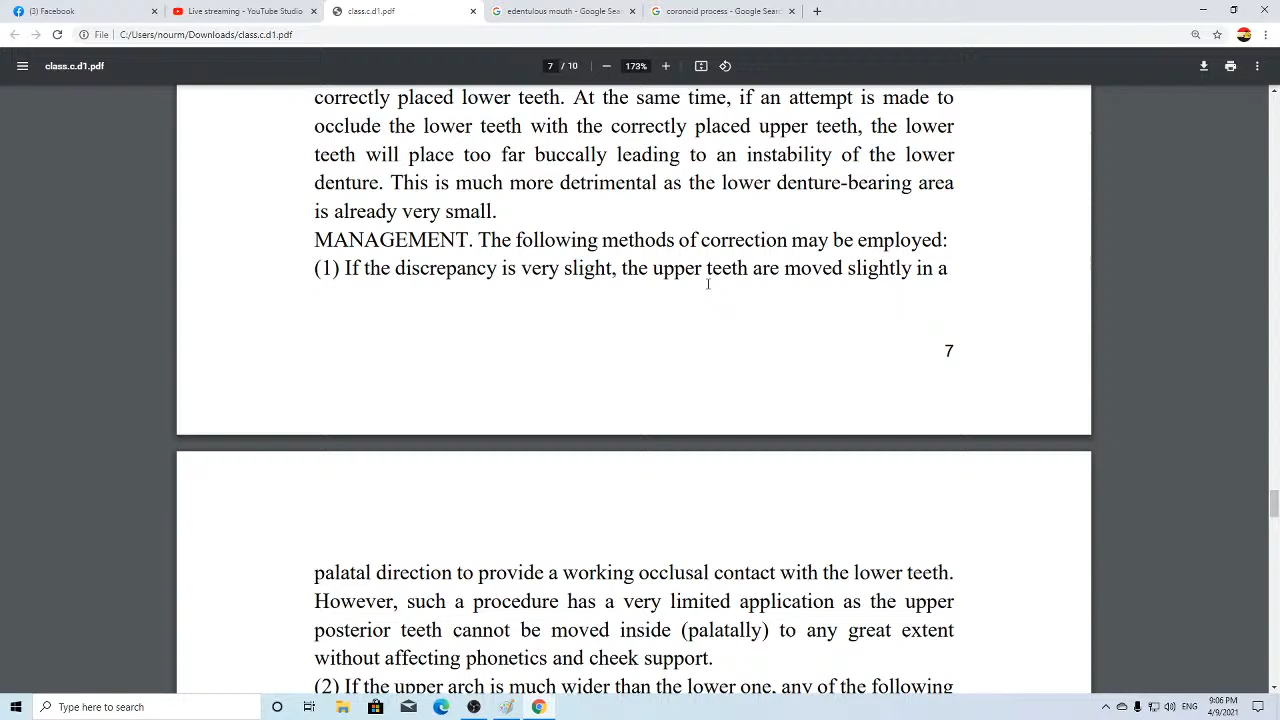 (3) Facebook
Live streaming - YouTube Studio
class.c.d1.pdf
edentulous mouth - Google Sear
coronoid process - Google Search
File
C:/Users/nourm/Downloads/class.c.d1.pdf
class.c.d1.pdf
7 / 10
173%
correctly placed lower teeth. At the same time, if an attempt is made to
occlude the lower teeth with the correctly placed upper teeth, the lower
teeth will place too far buccally leading to an instability of the lower
denture. This is much more detrimental as the lower denture-bearing area
is already very small.
MANAGEMENT. The following methods of correction may be employed:
(1) If the discrepancy is very slight, the upper teeth are moved slightly in a
7
palatal direction to provide a working occlusal contact with the lower teeth.
However, such a procedure has a very limited application as the upper
posterior teeth cannot be moved inside (palatally) to any great extent
without affecting phonetics and cheek support.
(2) If the upper arch is much wider than the lower one, any of the following
Type here to search
ENG
9:06 PM
4/9/2021